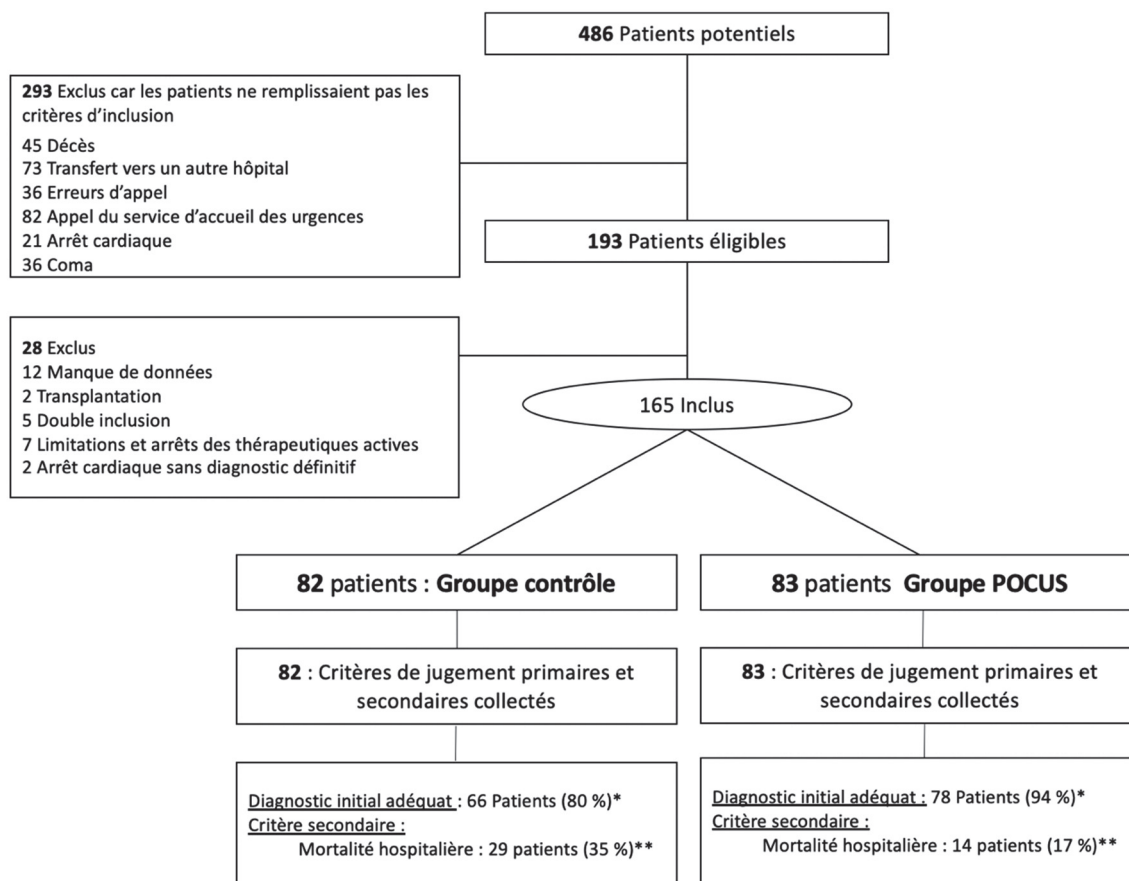 486 Patients potentiels
293 Exclus car les patients ne remplissaient pas les
critères d’inclusion
45 Décès
73 Transfert vers un autre hôpital
36 Erreurs d’appel
82 Appel du service d’accueil des urgences
21 Arrêt cardiaque
36 Coma
193 Patients éligibles
28 Exclus
12 Manque de données
2 Transplantation
5 Double inclusion
7 Limitations et arrêts des thérapeutiques actives
2 Arrêt cardiaque sans diagnostic définitif
165 Inclus
82 patients : Groupe contrôle
83 patients Groupe POCUS
82 : Critères de jugement primaires et
secondaires collectés
83 : Critères de jugement primaires et
secondaires collectés
Diagnostic initial adéquat : 66 Patients (80 %)*
Critère secondaire :
Mortalité hospitalière : 29 patients (35 %)**
Diagnostic initial adéquat : 78 Patients (94 %)*
Critère secondaire :
Mortalité hospitalière : 14 patients (17 %)**